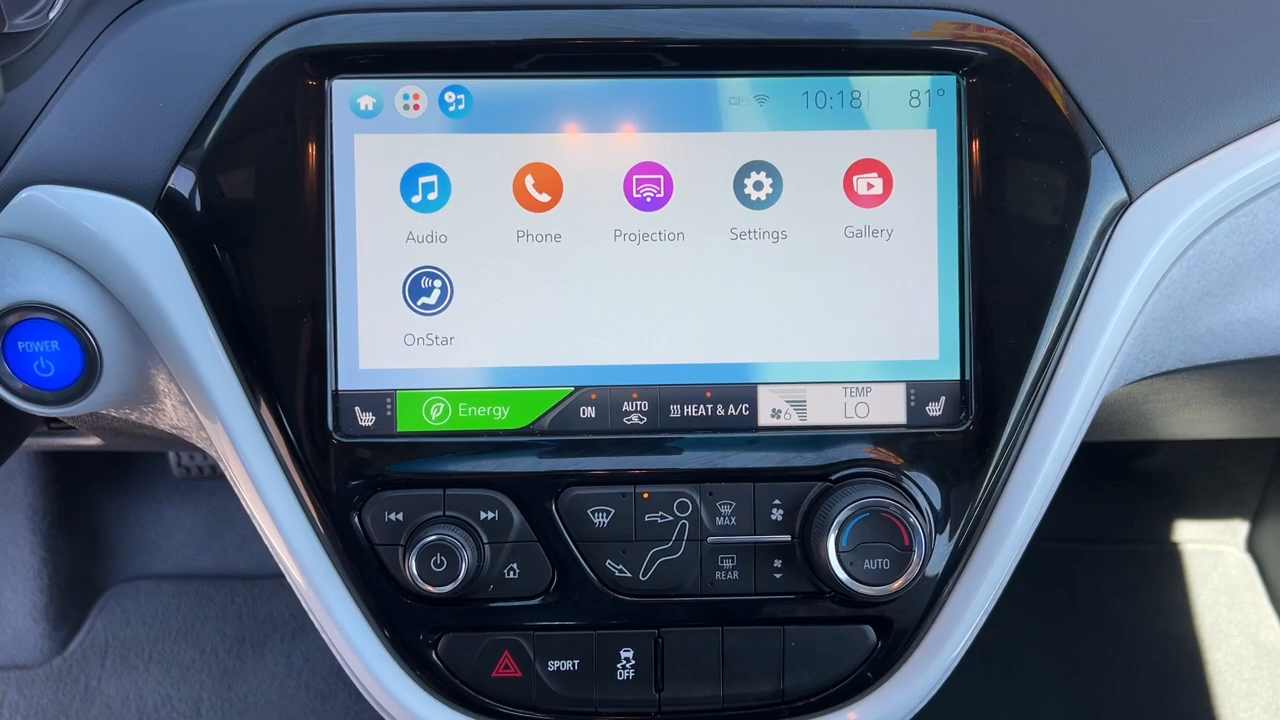 10:18
81°
Audio
Phone
Projection
Settings
Gallery
OnStar
POWER
Energy
ON
AUTO
HEAT & A/C
6
TEMP
LO
MAX
REAR
AUTO
SPORT
OFF